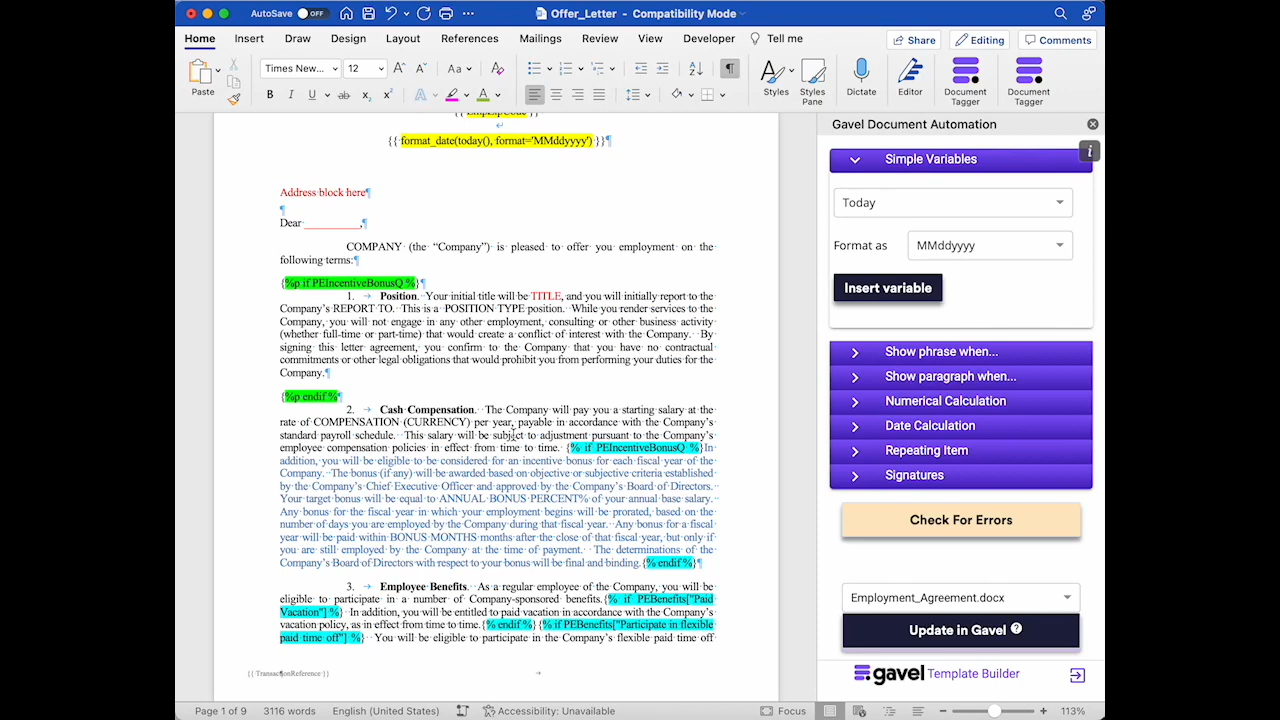 AutoSave OFF Offer_Letter - Compatibility Mode
Home Insert Draw Design Layout References Mailings Review View Developer Tell me Share Editing Comments
Paste Times New... 12 Aa Styles Styles Pane Dictate Editor Document Tagger Document Tagger
{{ format_date(today(), format='MMddyyyy') }}¶
Address block here¶
¶
Dear __________,¶
COMPANY (the “Company”) is pleased to offer you employment on the
following terms:¶
{%p if PEIncentiveBonusQ %}¶
1. → Position. Your initial title will be TITLE, and you will initially report to the
Company’s REPORT TO. This is a POSITION TYPE position. While you render services to the
Company, you will not engage in any other employment, consulting or other business activity
(whether full-time or part-time) that would create a conflict of interest with the Company. By
signing this letter agreement, you confirm to the Company that you have no contractual
commitments or other legal obligations that would prohibit you from performing your duties for the
Company.¶
{%p endif %¶
2. → Cash Compensation. The Company will pay you a starting salary at the
rate of COMPENSATION (CURRENCY) per year, payable in accordance with the Company’s
standard payroll schedule. This salary will be subject to adjustment pursuant to the Company’s
employee compensation policies in effect from time to time. {% if PEIncentiveBonusQ %}In
addition, you will be eligible to be considered for an incentive bonus for each fiscal year of the
Company. The bonus (if any) will be awarded based on objective or subjective criteria established
by the Company’s Chief Executive Officer and approved by the Company’s Board of Directors.
Your target bonus will be equal to ANNUAL BONUS PERCENT% of your annual base salary.
Any bonus for the fiscal year in which your employment begins will be prorated, based on the
number of days you are employed by the Company during that fiscal year. Any bonus for a fiscal
year will be paid within BONUS MONTHS months after the close of that fiscal year, but only if
you are still employed by the Company at the time of payment. The determinations of the
Company’s Board of Directors with respect to your bonus will be final and binding.{% endif %}¶
3. → Employee Benefits. As a regular employee of the Company, you will be
eligible to participate in a number of Company-sponsored benefits.{% if PEBenefits["Paid
Vacation"] %} In addition, you will be entitled to paid vacation in accordance with the Company’s
vacation policy, as in effect from time to time.{% endif %}{% if PEBenefits["Participate in flexible
paid time off"] %} You will be eligible to participate in the Company’s flexible paid time off
{{ TransactionReference }}
Gavel Document Automation
Simple Variables
Today
Format as MMddyyyy
Insert variable
Show phrase when...
Show paragraph when...
Numerical Calculation
Date Calculation
Repeating Item
Signatures
Check For Errors
Employment_Agreement.docx
Update in Gavel ?
gavel Template Builder
Page 1 of 9 3116 words English (United States) Accessibility: Unavailable Focus 113%